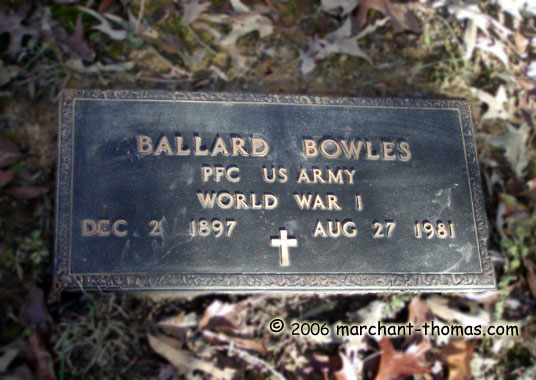 BALLARD BOWLES
PFC US ARMY
WORLD WAR I
DEC 2 1897 AUG 27 1981
© 2006 marchant-thomas.com